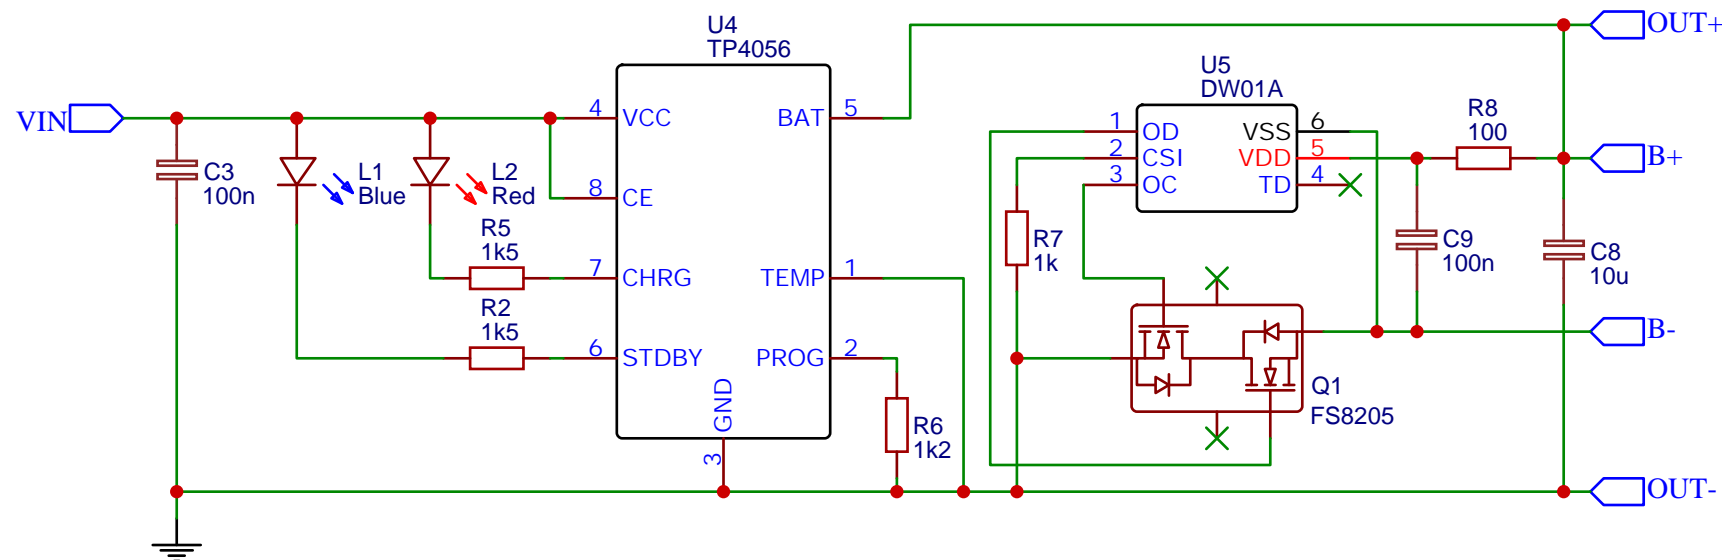 VIN
C3
100n
L1
Blue
L2
Red
R5
1k5
R2
1k5
U4
TP4056
4
VCC
8
CE
7
CHRG
6
STDBY
BAT
5
TEMP
1
PROG
2
GND
3
R6
1k2
U5
DW01A
1
OD
2
CSI
3
OC
VSS
6
VDD
5
TD
4
R7
1k
R8
100
C9
100n
C8
10u
Q1
FS8205
OUT+
B+
B-
OUT-